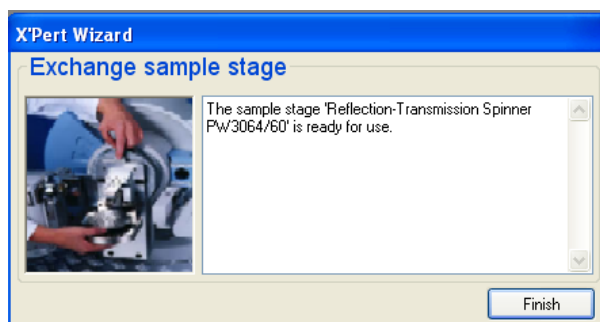 X'Pert Wizard
Exchange sample stage
The sample stage 'Reflection-Transmission Spinner
PW3064/60' is ready for use.
Finish